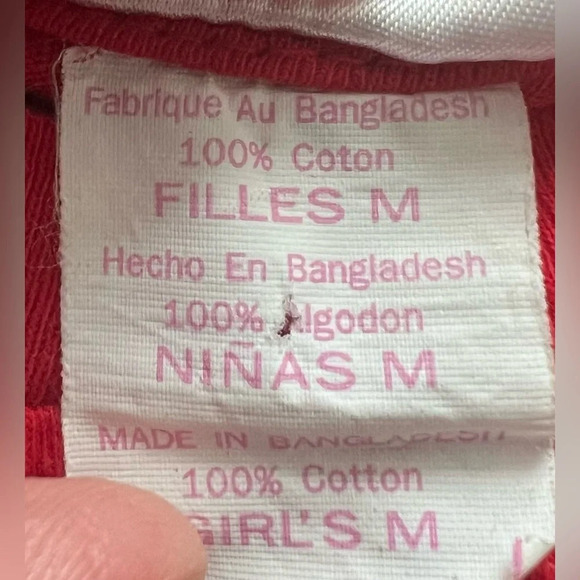 Fabrique Au Bangladesh
100% Coton
FILLES M
Hecho En Bangladesh
100% Algodon
NIÑAS M
MADE IN BANGLADESH
100% Cotton
GIRL'S M